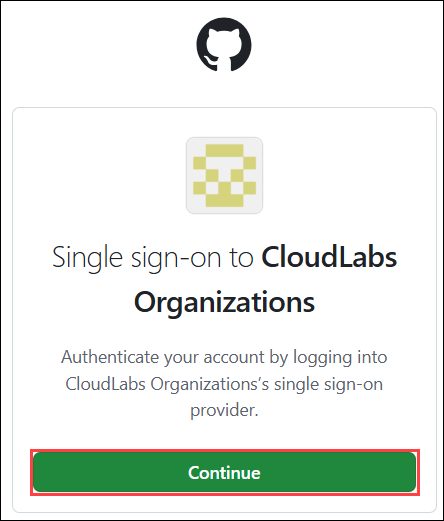 Single sign-on to CloudLabs
Organizations
Authenticate your account by logging into
CloudLabs Organizations’s single sign-on
provider.
Continue